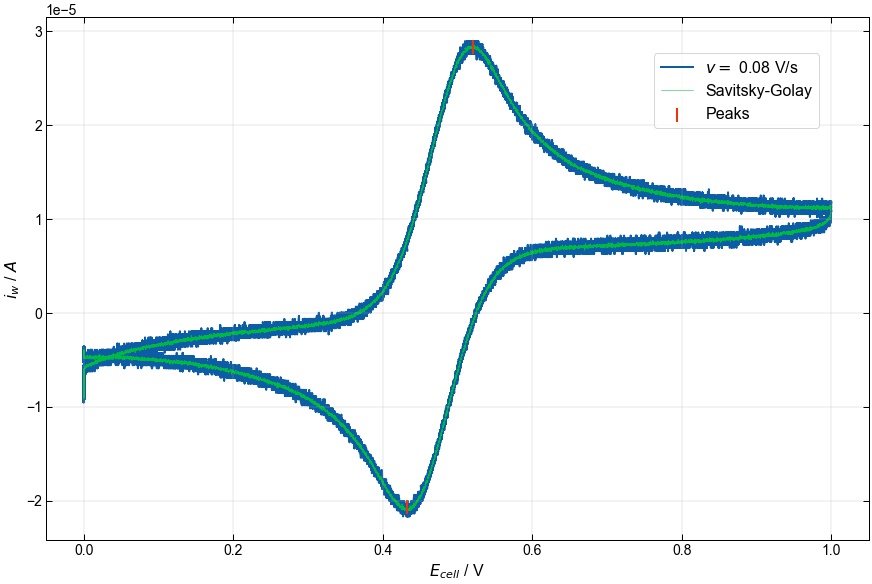 1e−5
3
2
1
0
−1
−2
0.0 0.2 0.4 0.6 0.8 1.0
i_w / A
E_cell / V
v = 0.08 V/s
Savitsky-Golay
Peaks